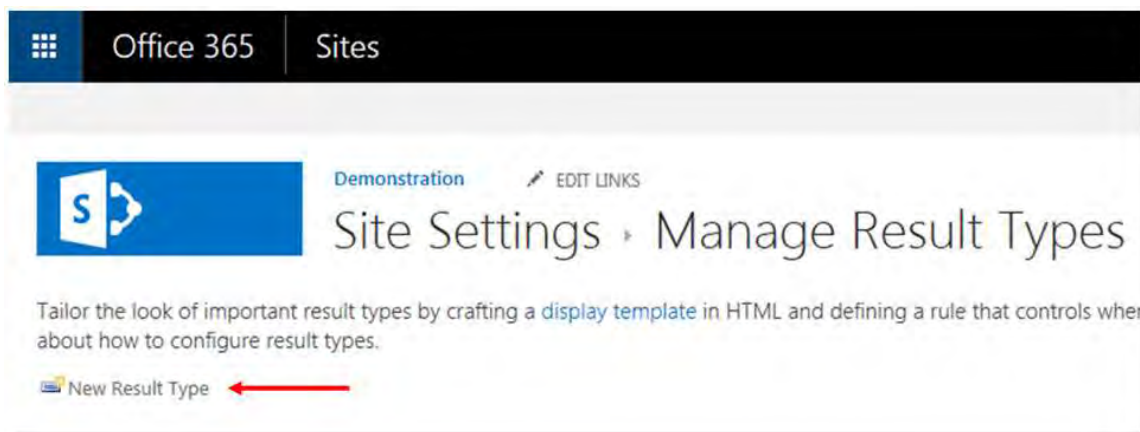 Office 365 Sites
Demonstration EDIT LINKS
S
Site Settings Manage Result Types
Tailor the look of important result types by crafting a display template in HTML and defining a rule that controls
about how to configure result types.
New Result Type